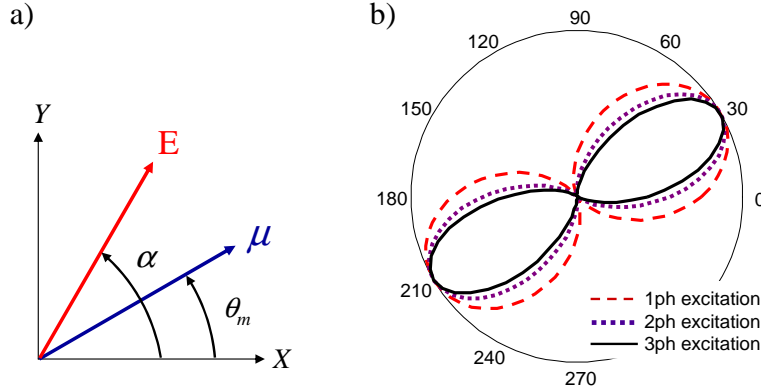 a)
Y
E
α
μ
θm
X
b)
90
120
60
150
30
180
0
210
240
270
1ph excitation
2ph excitation
3ph excitation